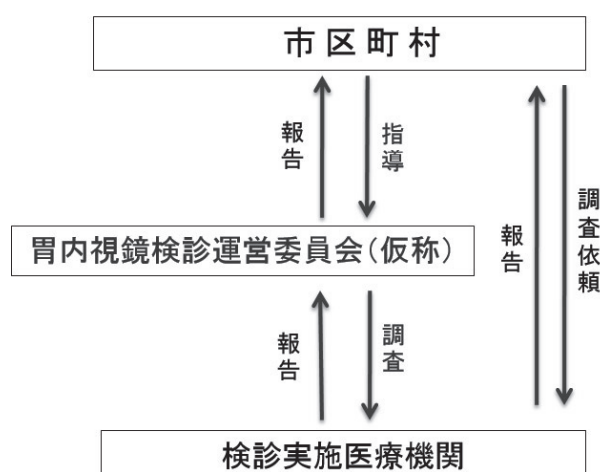 市区町村
報告
指導
胃内視鏡検診運営委員会(仮称)
報告
調査依頼
報告
調査
検診実施医療機関